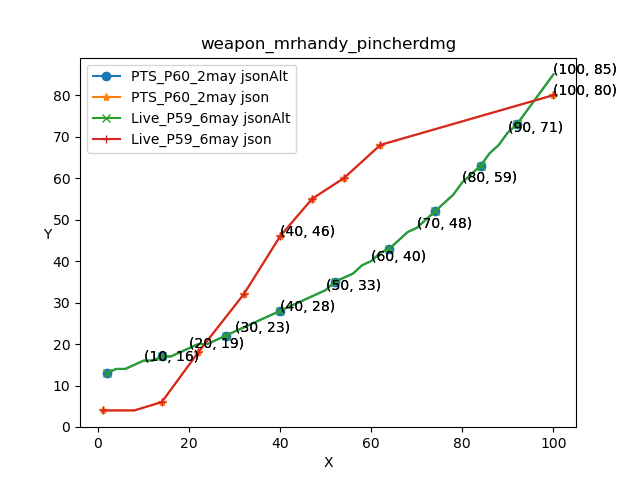 weapon_mrhandy_pincherdmg
PTS_P60_2may jsonAlt
PTS_P60_2may json
Live_P59_6may jsonAlt
Live_P59_6may json
(100, 85)
(100, 80)
(90, 71)
(80, 59)
(70, 48)
(40, 46)
(60, 40)
(50, 33)
(40, 28)
(30, 23)
(20, 19)
(10, 16)
Y
80
70
60
50
40
30
20
10
0
0 20 40 60 80 100
X